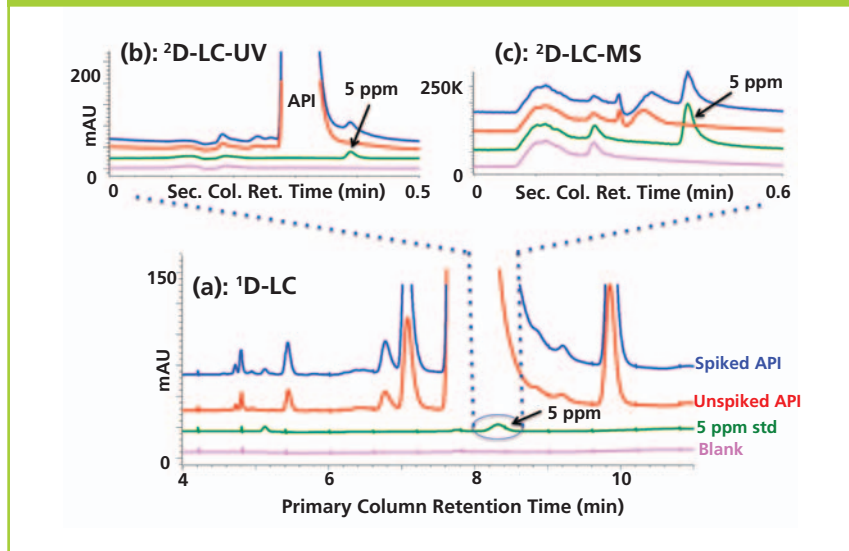 (b): ²D-LC-UV
(c): ²D-LC-MS
200
mAU
0
API
5 ppm
0
Sec. Col. Ret. Time (min)
0.5
250K
0
5 ppm
0
Sec. Col. Ret. Time (min)
0.6
150
(a): ¹D-LC
mAU
0
Spiked API
Unspiked API
5 ppm
5 ppm std
Blank
4
6
8
10
Primary Column Retention Time (min)